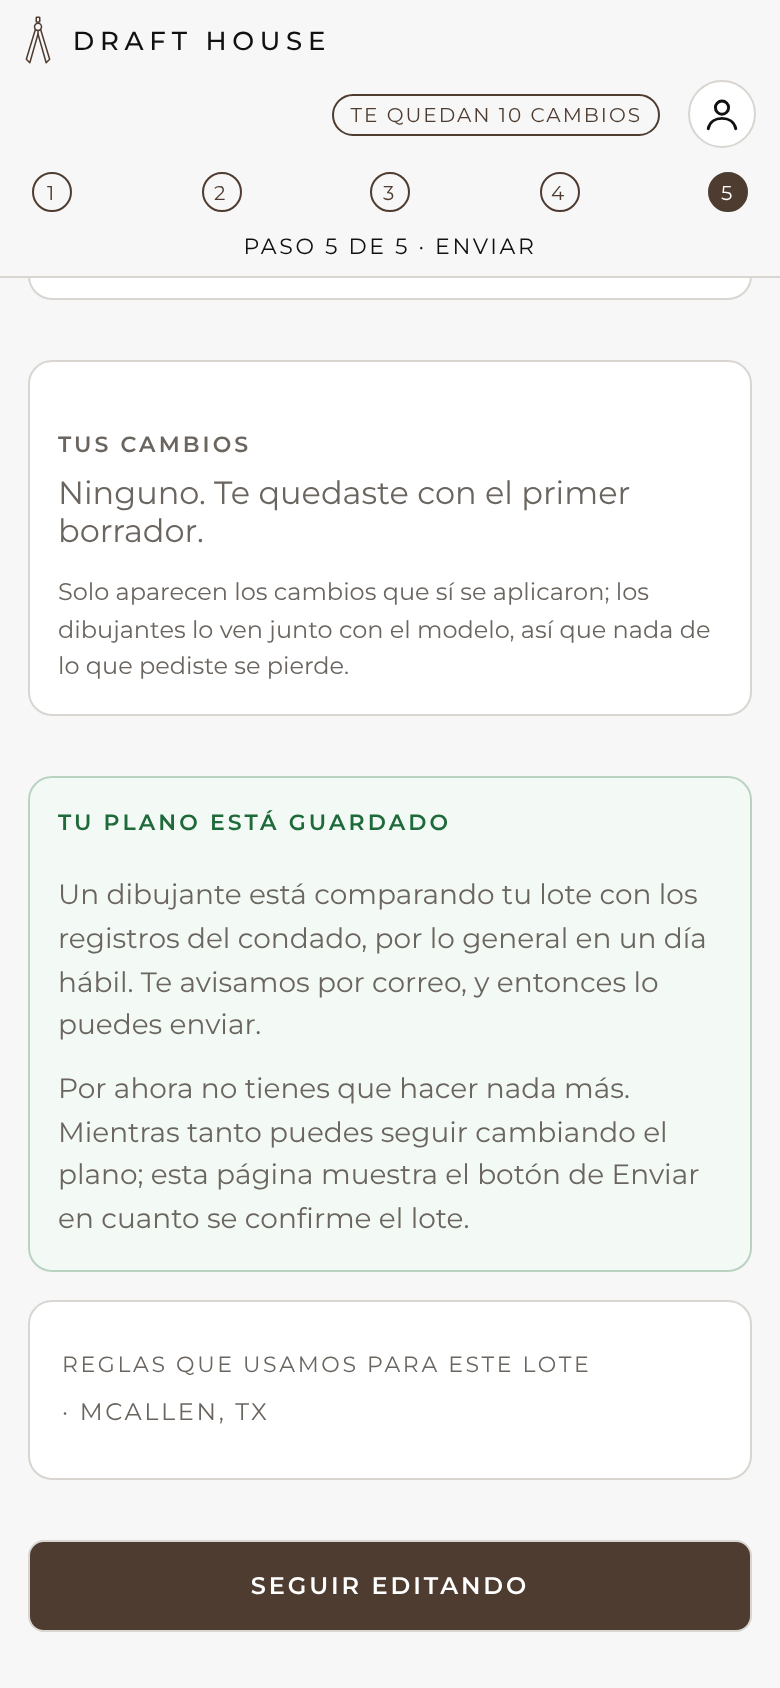 DRAFT HOUSE
TE QUEDAN 10 CAMBIOS
1 2 3 4 5
PASO 5 DE 5 · ENVIAR
TUS CAMBIOS
Ninguno. Te quedaste con el primer
borrador.
Solo aparecen los cambios que sí se aplicaron; los
dibujantes lo ven junto con el modelo, así que nada de
lo que pediste se pierde.
TU PLANO ESTÁ GUARDADO
Un dibujante está comparando tu lote con los
registros del condado, por lo general en un día
hábil. Te avisamos por correo, y entonces lo
puedes enviar.
Por ahora no tienes que hacer nada más.
Mientras tanto puedes seguir cambiando el
plano; esta página muestra el botón de Enviar
en cuanto se confirme el lote.
REGLAS QUE USAMOS PARA ESTE LOTE
· MCALLEN, TX
SEGUIR EDITANDO